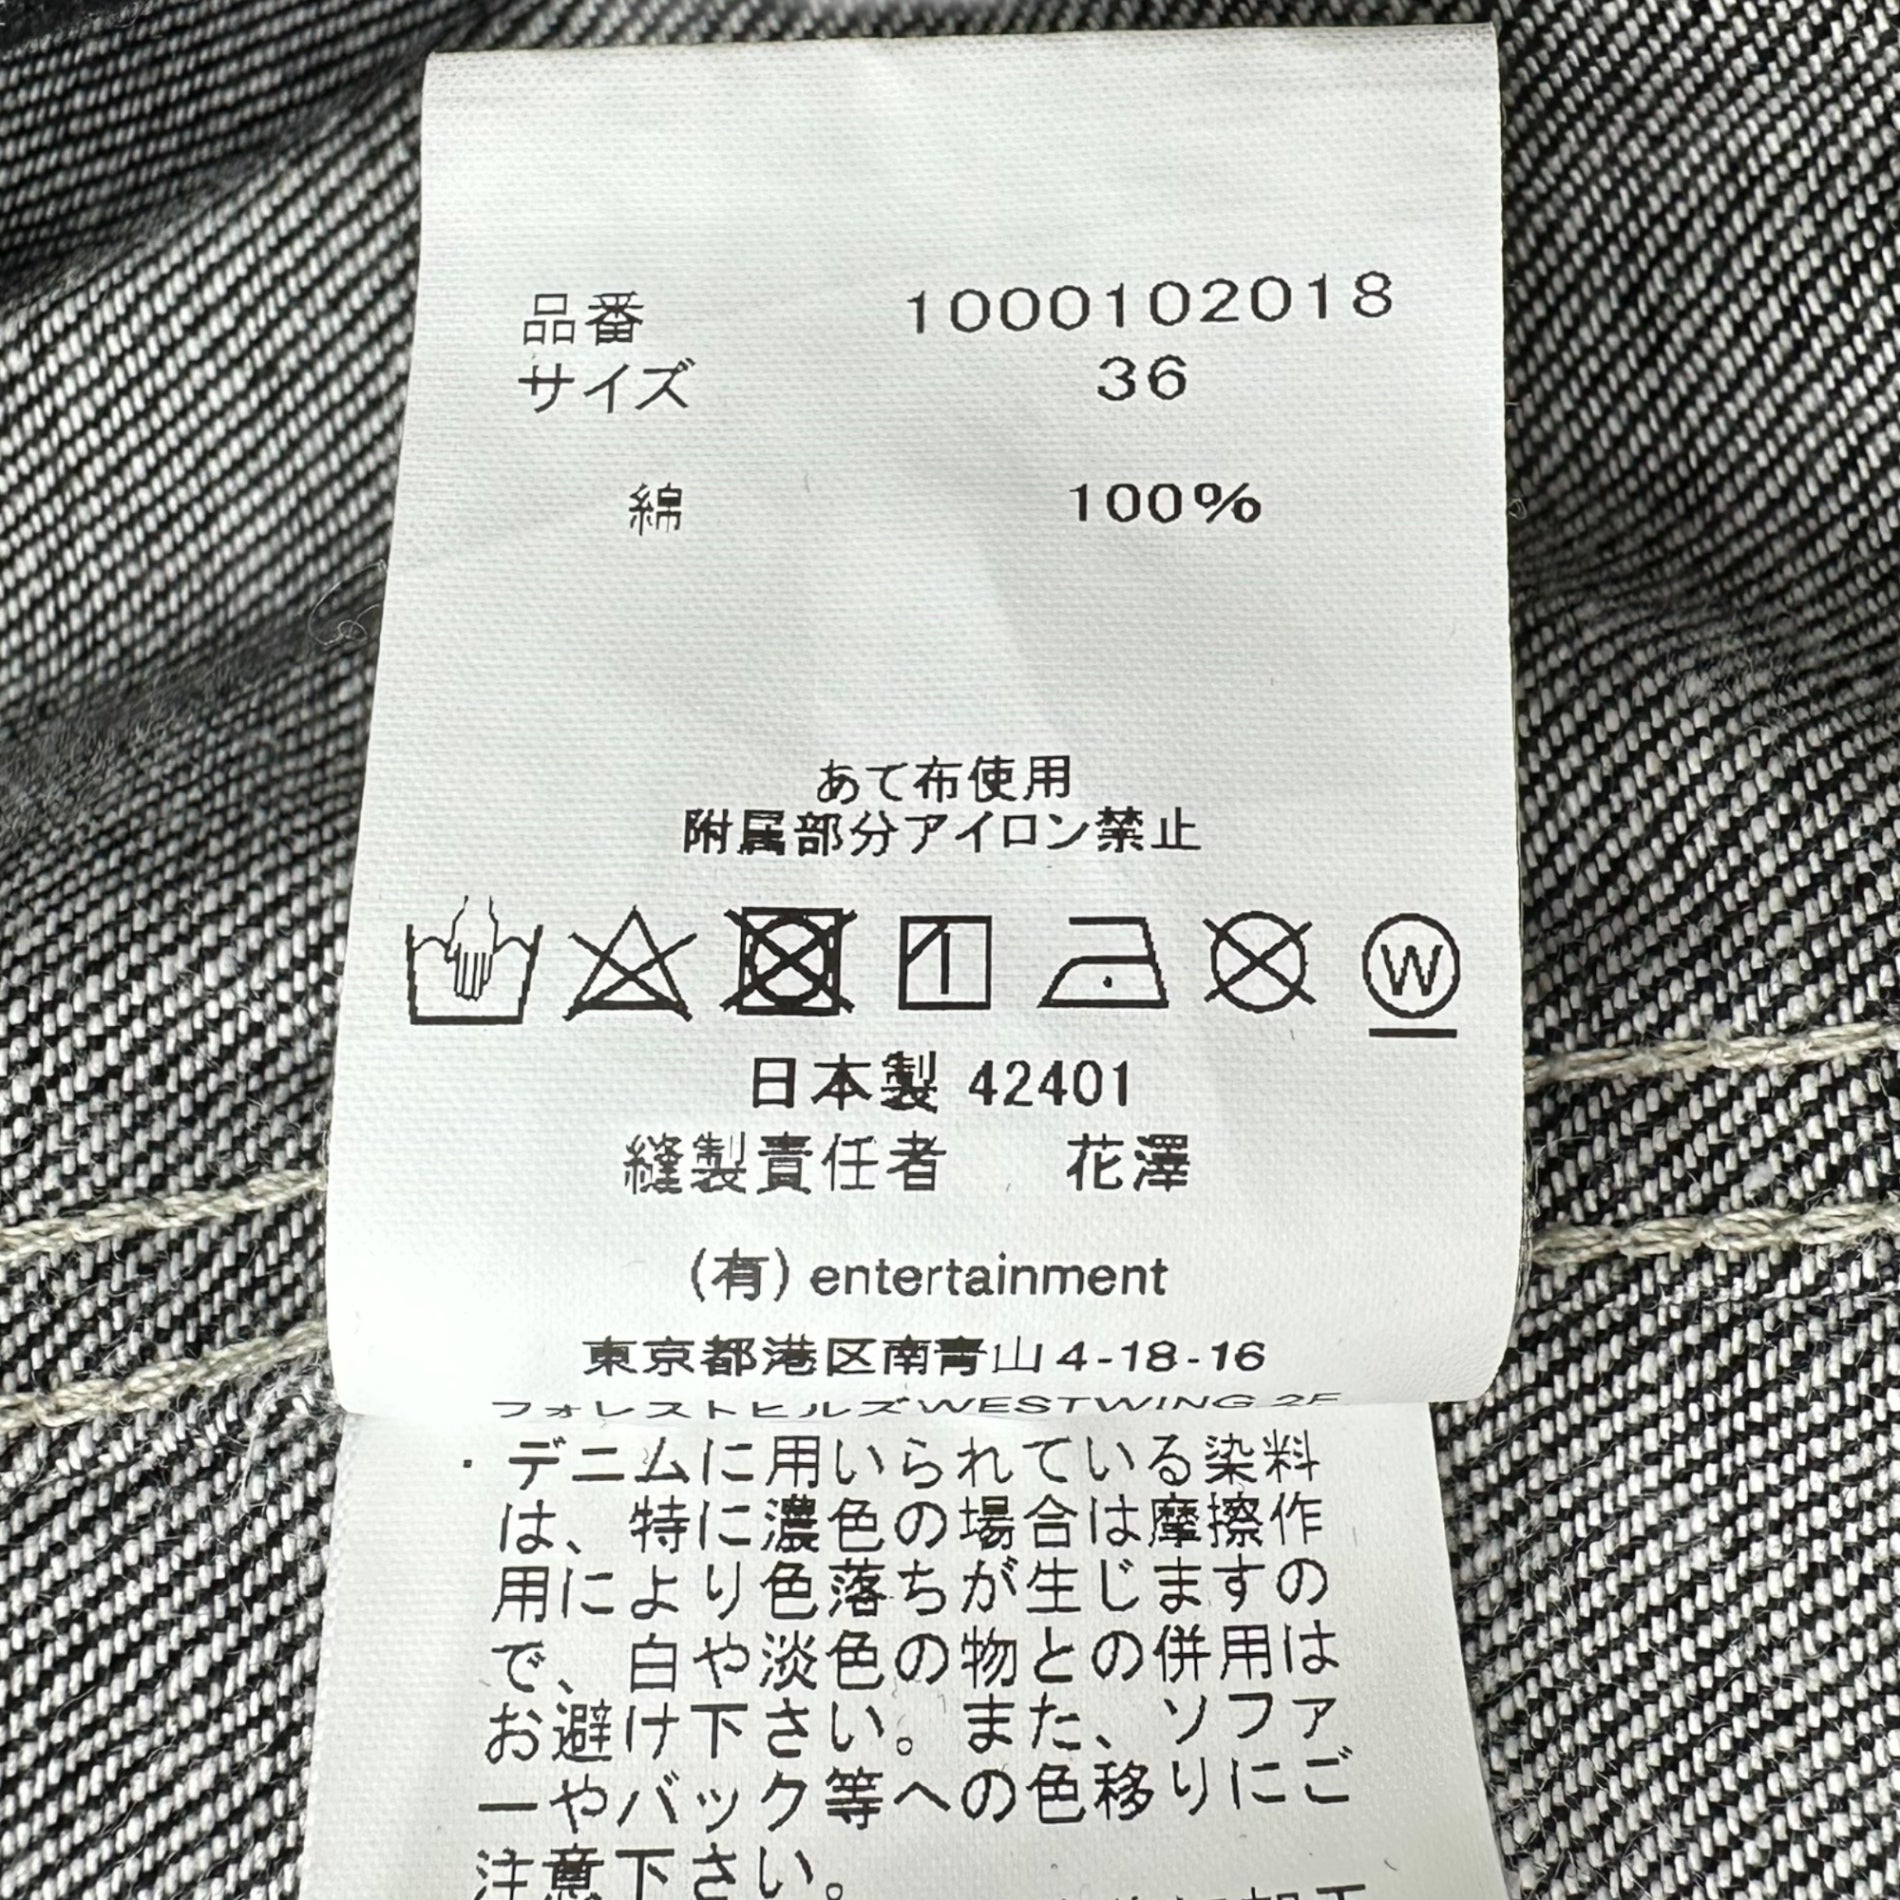 品番 1000102018
サイズ 36
綿 100%
あて布使用
附属部分アイロン禁止
W
日本製 42401
縫製責任者 花澤
(有) entertainment
東京都港区南青山4-18-16
フォレストヒルズWESTWING 2F
・デニムに用いられている染料
は、特に濃色の場合は摩擦作
用により色落ちが生じますの
で、白や淡色の物との併用は
お避け下さい。また、ソファ
ーやバック等への色移りにご
注意下さい。